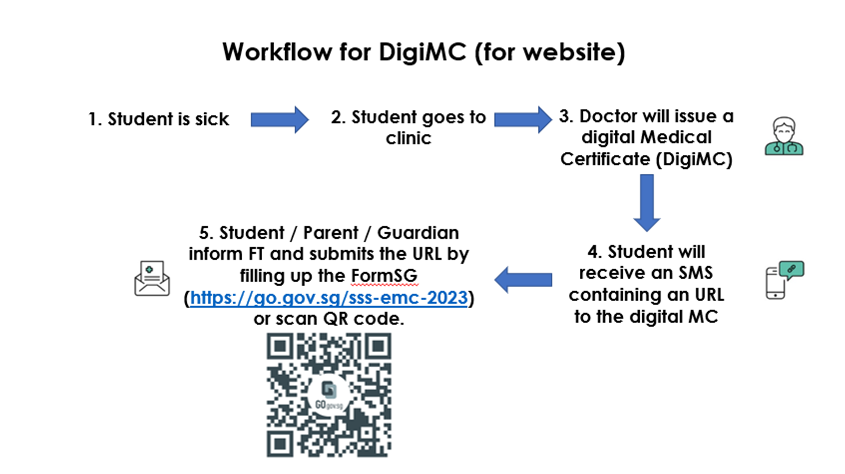 Workflow for DigiMC (for website)
1. Student is sick
2. Student goes to
clinic
3. Doctor will issue a
digital Medical
Certificate (DigiMC)
4. Student will
receive an SMS
containing an URL
to the digital MC
5. Student / Parent / Guardian
inform FT and submits the URL by
filling up the FormSG
(https://go.gov.sg/sss-emc-2023)
or scan QR code.
GO.gov.sg